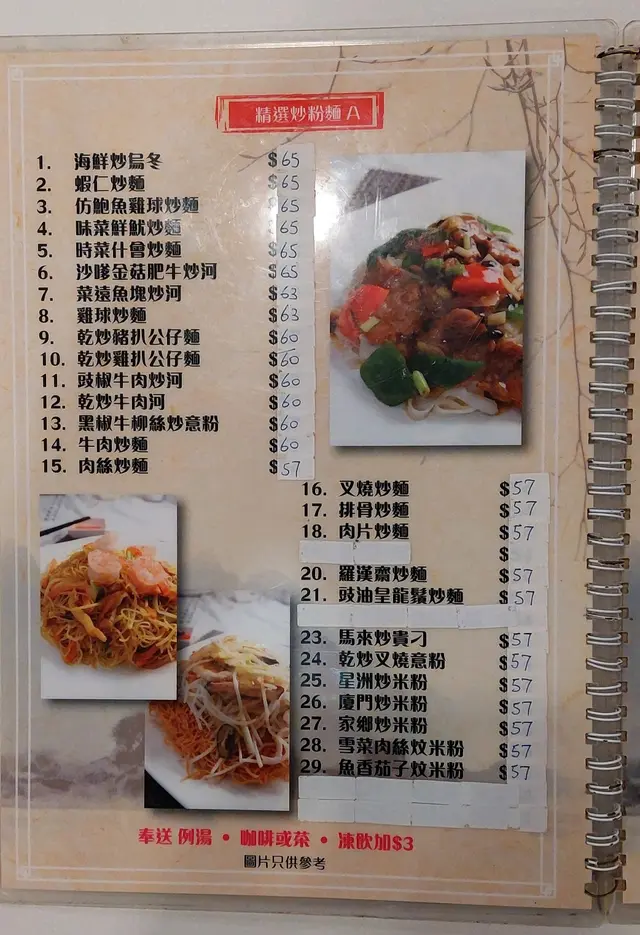 精選炒粉麵 A
1. 海鮮炒烏冬 $65
2. 蝦仁炒麵 $65
3. 仿鮑魚雞球炒麵 $65
4. 味菜鮮魷炒麵 $65
5. 時菜什會炒麵 $65
6. 沙嗲金菇肥牛炒河 $65
7. 菜遠魚塊炒河 $63
8. 雞球炒麵 $63
9. 乾炒豬扒公仔麵 $60
10. 乾炒雞扒公仔麵 $60
11. 豉椒牛肉炒河 $60
12. 乾炒牛肉河 $60
13. 黑椒牛柳絲炒意粉 $60
14. 牛肉炒麵 $60
15. 肉絲炒麵 $57
16. 叉燒炒麵 $57
17. 排骨炒麵 $57
18. 肉片炒麵 $57
$
20. 羅漢齋炒麵 $57
21. 豉油皇龍鬚炒麵 $57
23. 馬來炒貴刁 $57
24. 乾炒叉燒意粉 $57
25. 星洲炒米粉 $57
26. 廈門炒米粉 $57
27. 家鄉炒米粉 $57
28. 雪菜肉絲炆米粉 $57
29. 魚香茄子炆米粉 $57
奉送 例湯 • 咖啡或茶 • 凍飲加$3
圖片只供參考